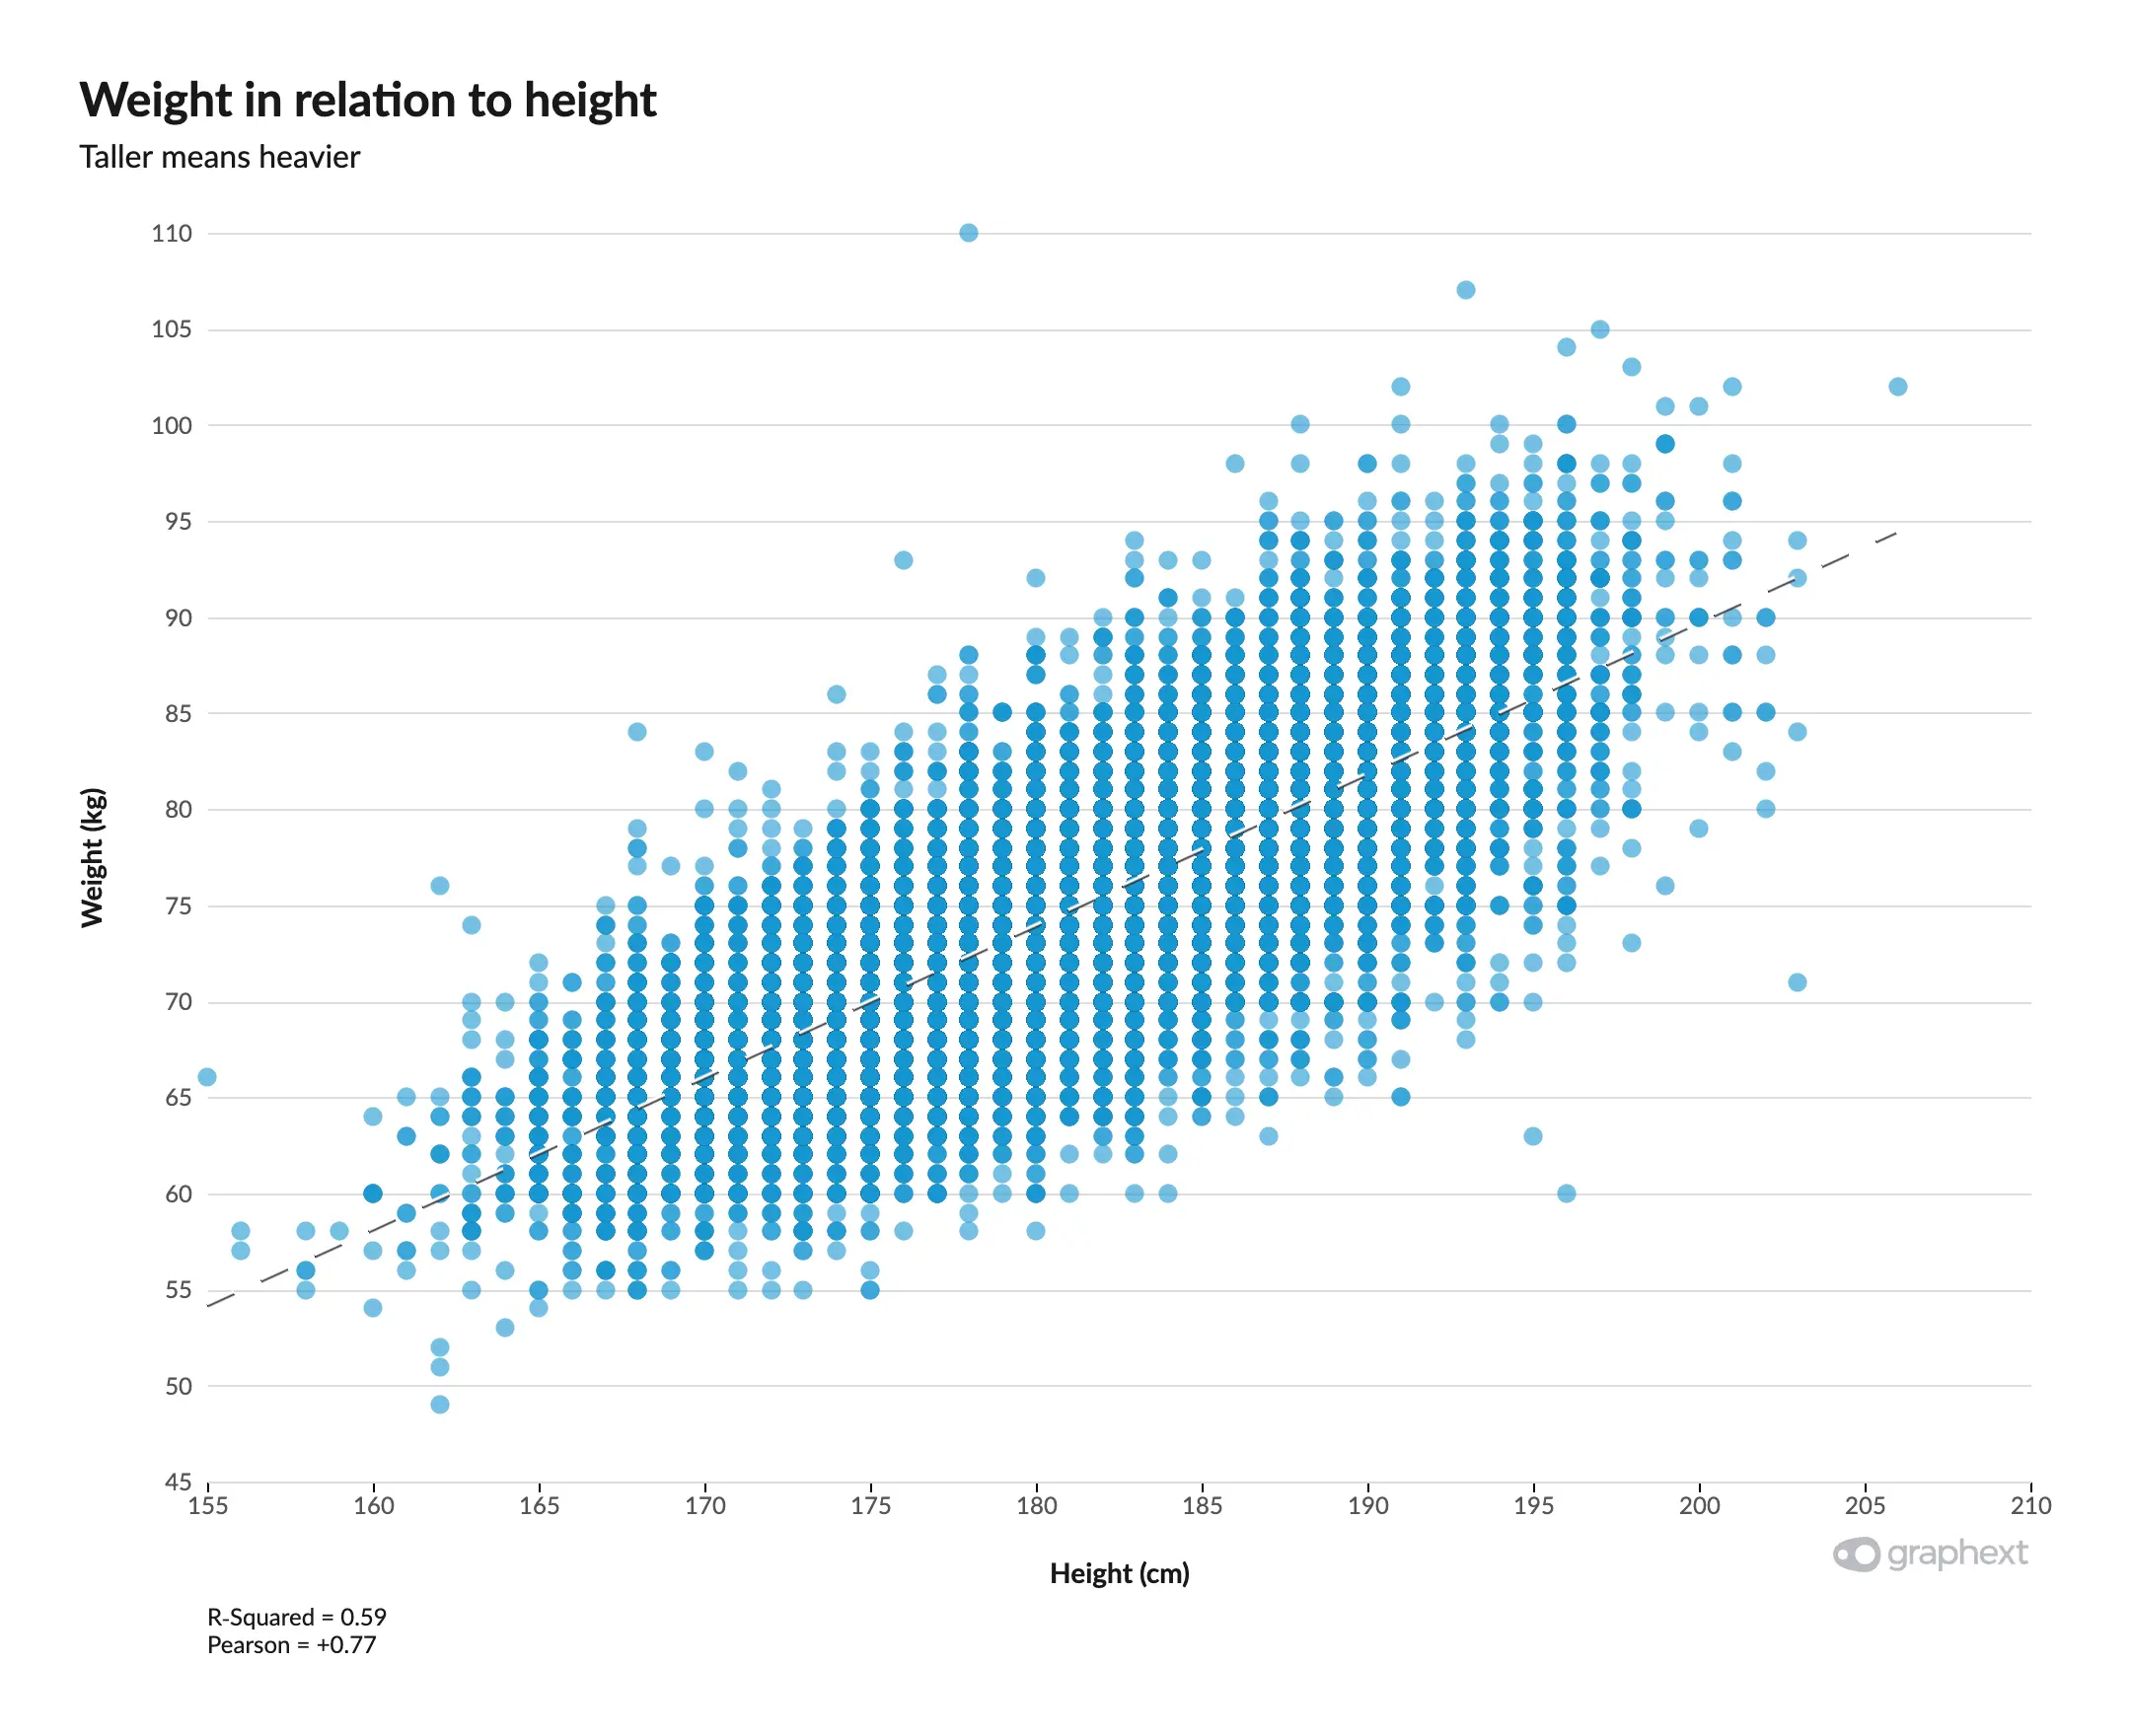 Weight in relation to height
Taller means heavier
110
105
100
95
90
85
80
75
70
65
60
55
50
45
Weight (kg)
155 160 165 170 175 180 185 190 195 200 205 210
Height (cm)
graphext
R-Squared = 0.59
Pearson = +0.77